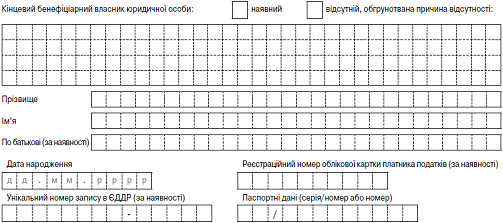 Кінцевий бенефіціарний власник юридичної особи: наявний відсутній, обгрунтована причина відсутності:
Прізвище
Ім'я
По батькові (за наявності)
Дата народження Реєстраційний номер облікової картки платника податків (за наявності)
д д . м м . р р р р
Унікальний номер запису в ЄДДР (за наявності) Паспортні дані (серія/номер або номер)
- /